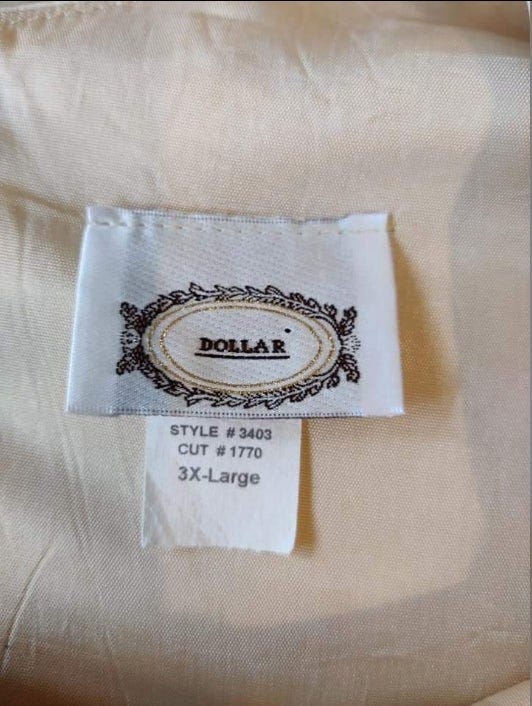 DOLLAR
STYLE # 3403
CUT # 1770
3X-Large